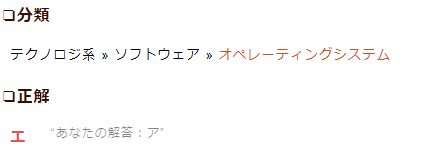 ❏分類
テクノロジ系 » ソフトウェア » オペレーティングシステム
❏正解
エ “あなたの解答：ア”